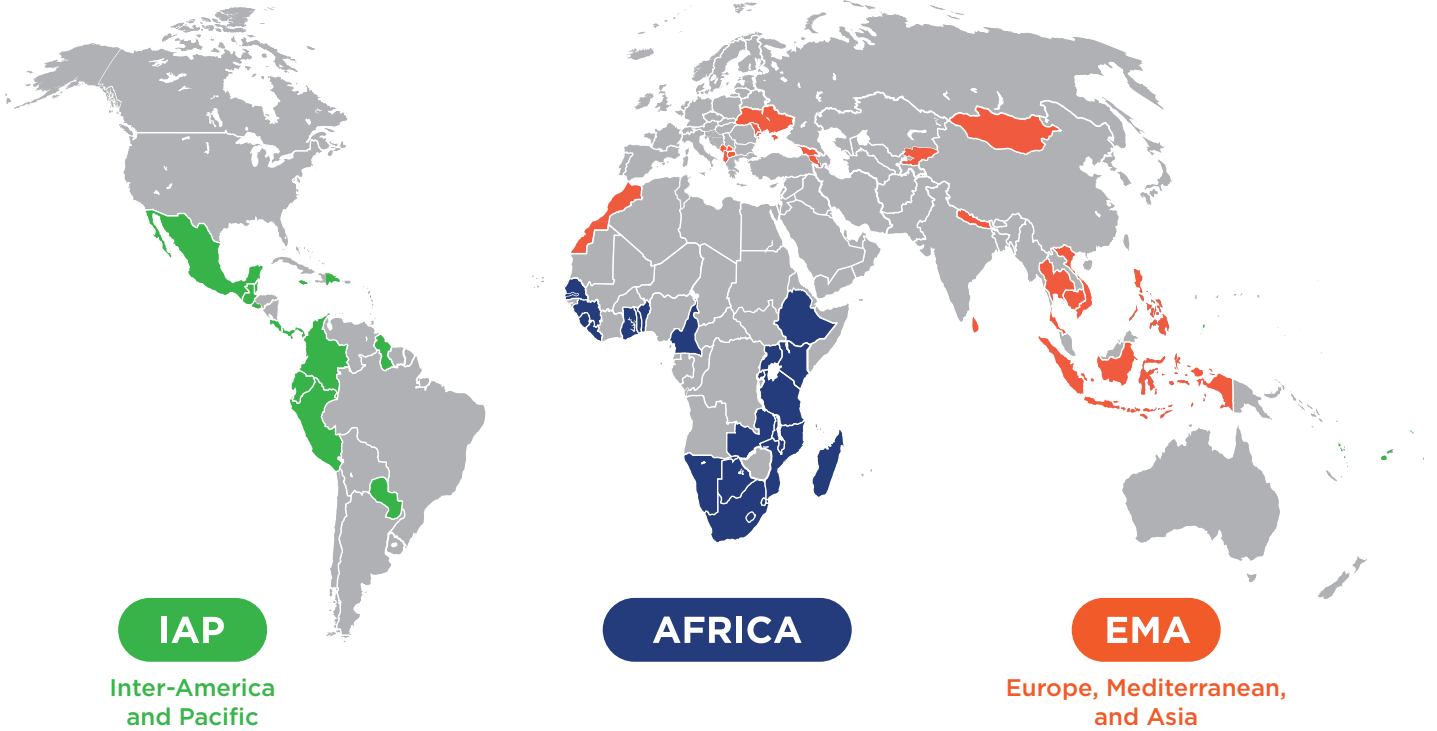 IAP
Inter-America
and Pacific
AFRICA
EMA
Europe, Mediterranean,
and Asia